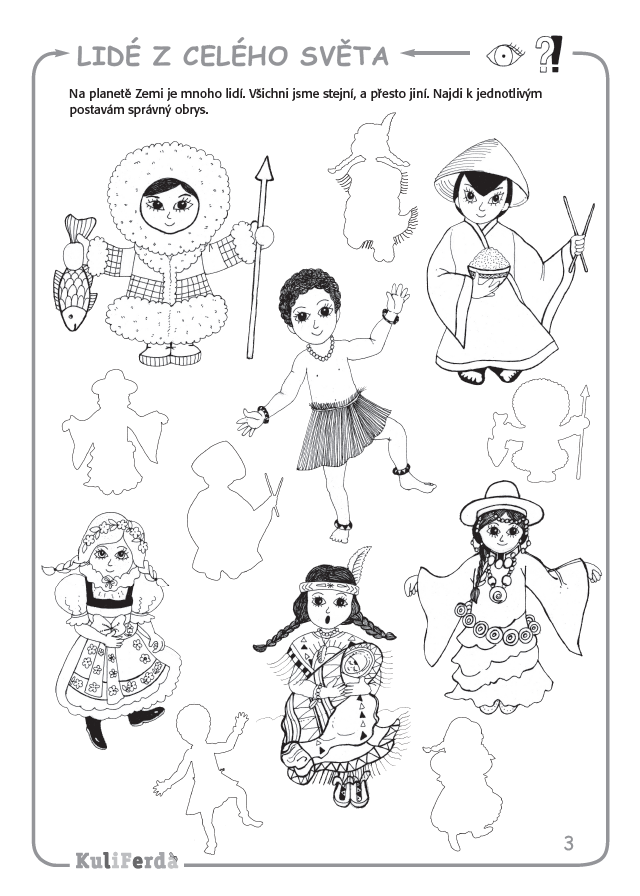 LIDÉ Z CELÉHO SVĚTA
?!
Na planetě Zemi je mnoho lidí. Všichni jsme stejní, a přesto jiní. Najdi k jednotlivým
postavám správný obrys.
3
KuliFerda